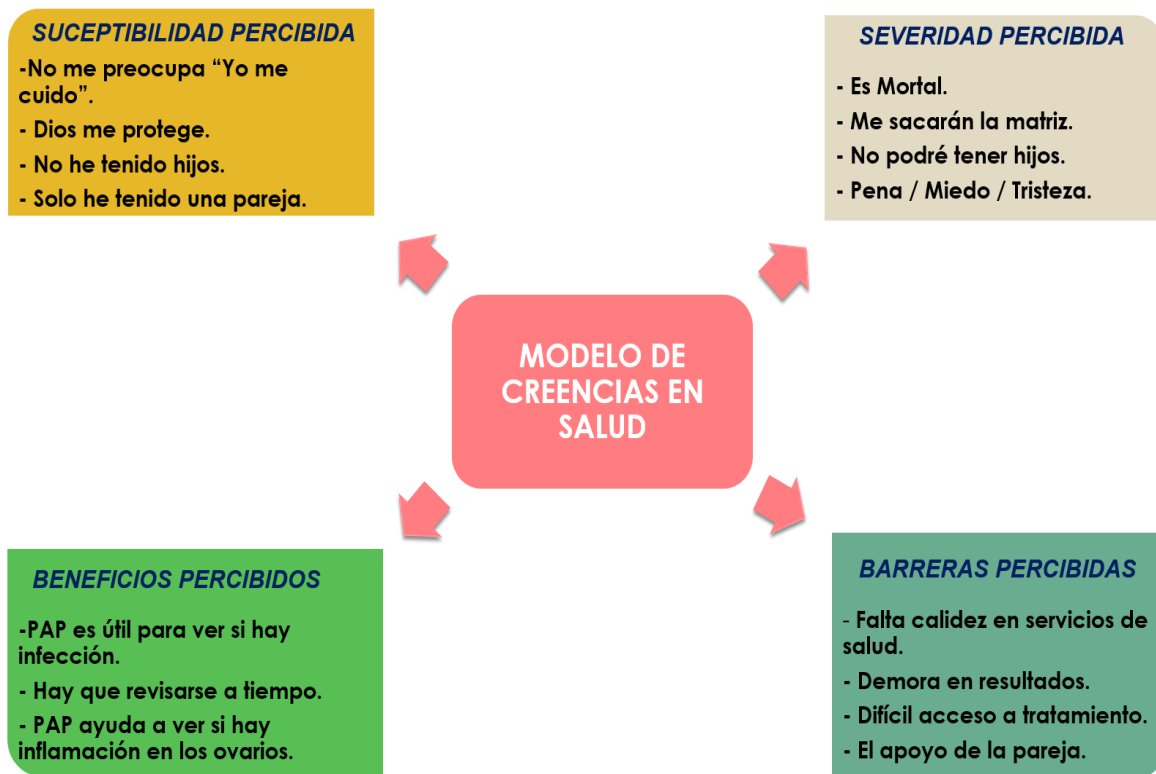 SUCEPTIBILIDAD PERCIBIDA
-No me preocupa “Yo me
cuido”.
- Dios me protege.
- No he tenido hijos.
- Solo he tenido una pareja.
SEVERIDAD PERCIBIDA
- Es Mortal.
- Me sacarán la matriz.
- No podré tener hijos.
- Pena / Miedo / Tristeza.
MODELO DE
CREENCIAS EN
SALUD
BENEFICIOS PERCIBIDOS
-PAP es útil para ver si hay
infección.
- Hay que revisarse a tiempo.
- PAP ayuda a ver si hay
inflamación en los ovarios.
BARRERAS PERCIBIDAS
- Falta calidez en servicios de
salud.
- Demora en resultados.
- Difícil acceso a tratamiento.
- El apoyo de la pareja.